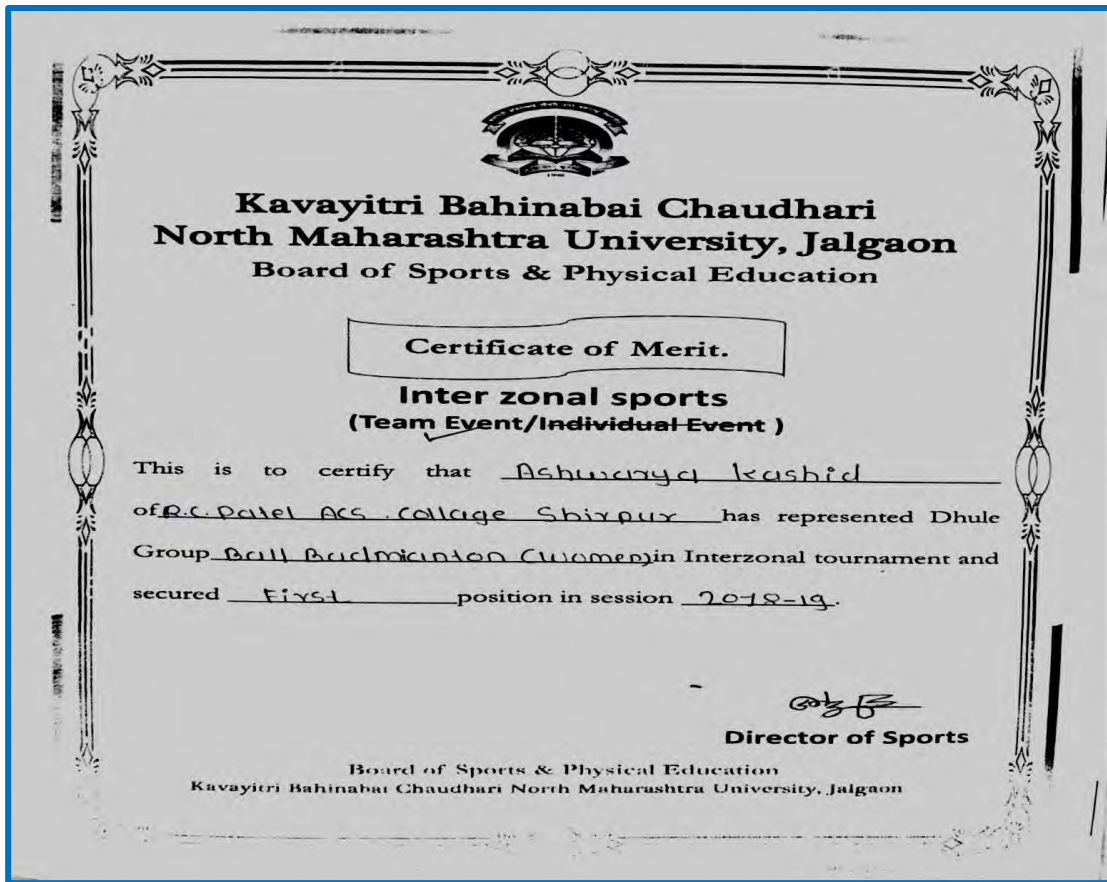 1990
Kavayitri Bahinabai Chaudhari
North Maharashtra University, Jalgaon
Board of Sports & Physical Education
Certificate of Merit.
Inter zonal sports
(Team Event/Individual Event )
This is to certify that Ashwarya Kashid
of R.C. Patel ACS. Collage Shirpur has represented Dhule
Group Ball Badmianton (Women) in Interzonal tournament and
secured First position in session 2018-19.
Director of Sports
Board of Sports & Physical Education
Kavayitri Bahinabai Chaudhari North Maharashtra University, Jalgaon